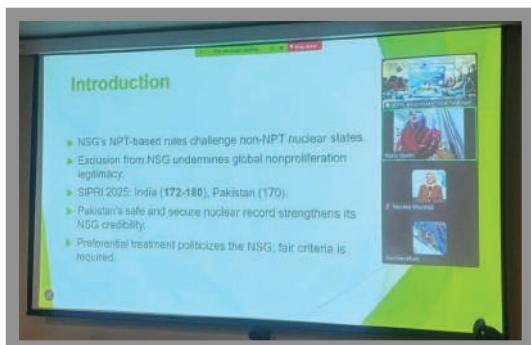 Introduction
NSG's NPT-based rules challenge non-NPT nuclear states.
Exclusion from NSG undermines global nonproliferation
legitimacy.
SIPRI 2025: India (172-180), Pakistan (170).
Pakistan's safe and secure nuclear record strengthens its
NSG credibility.
Preferential treatment politicizes the NSG; fair criteria is
required.